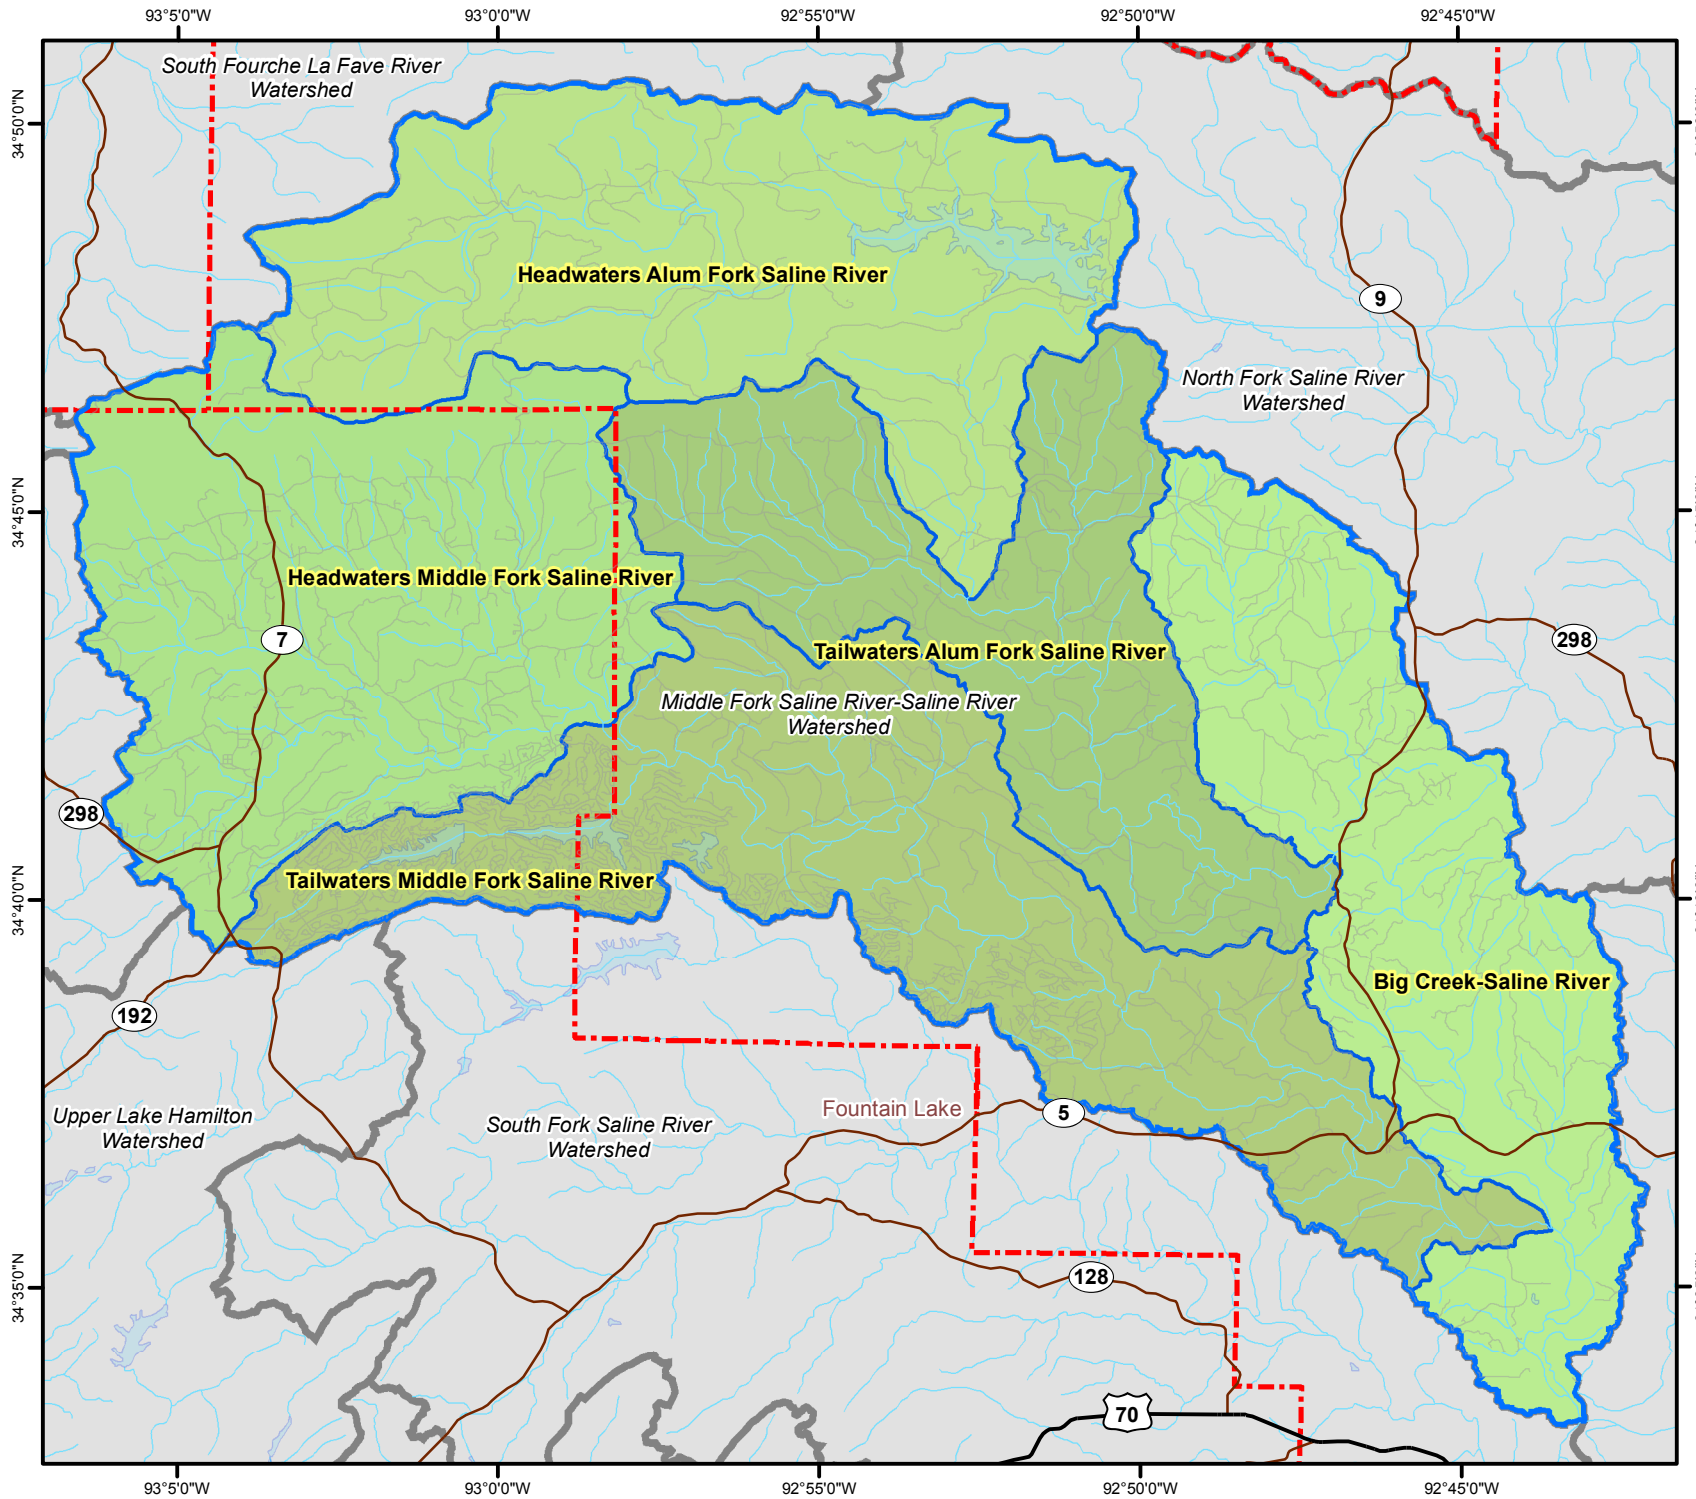 93°5'0"W
93°0'0"W
92°55'0"W
92°50'0"W
92°45'0"W
South Fourche La Fave River
Watershed
34°50'0"N
Headwaters Alum Fork Saline River
9
North Fork Saline River
Watershed
34°45'0"N
Headwaters Middle Fork Saline River
7
298
Tailwaters Alum Fork Saline River
Middle Fork Saline River-Saline River
Watershed
298
Tailwaters Middle Fork Saline River
34°40'0"N
Big Creek-Saline River
192
Fountain Lake
5
Upper Lake Hamilton
Watershed
South Fork Saline River
Watershed
34°35'0"N
128
70
93°5'0"W
93°0'0"W
92°55'0"W
92°50'0"W
92°45'0"W